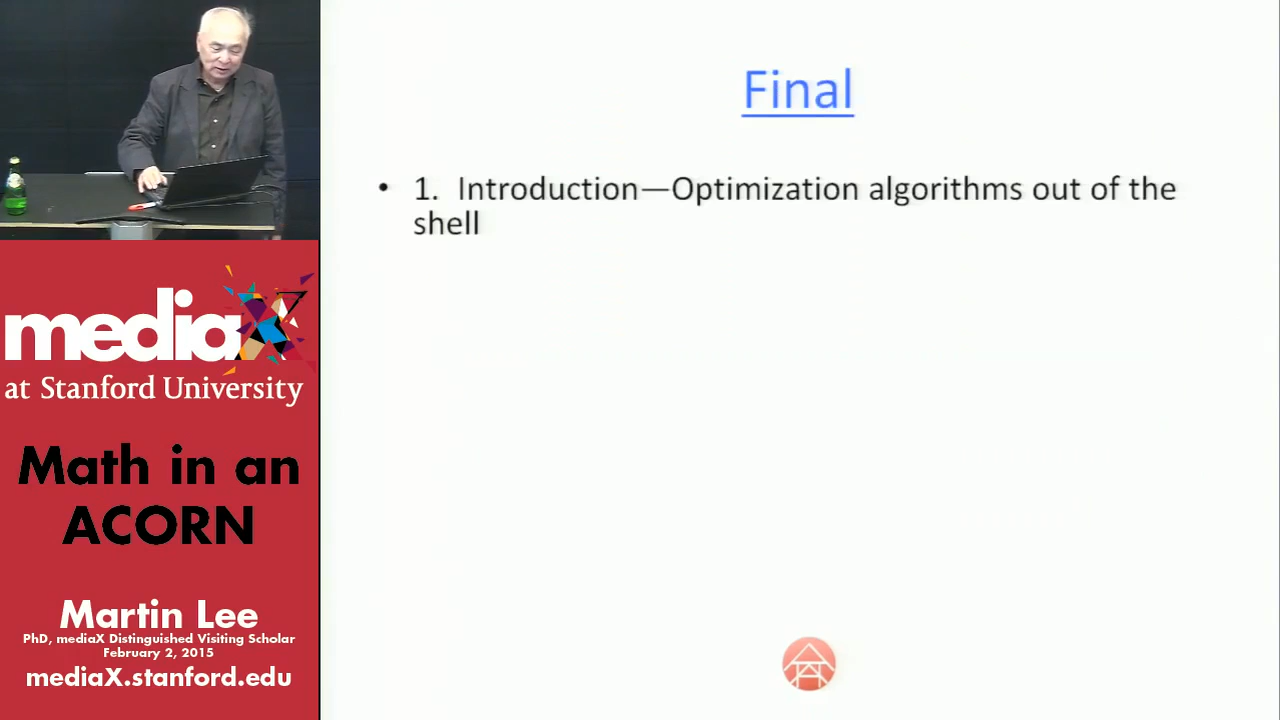 Final
• 1. Introduction—Optimization algorithms out of the
shell
mediaX
at Stanford University
Math in an
ACORN
Martin Lee
PhD, mediaX Distinguished Visiting Scholar
February 2, 2015
mediaX.stanford.edu